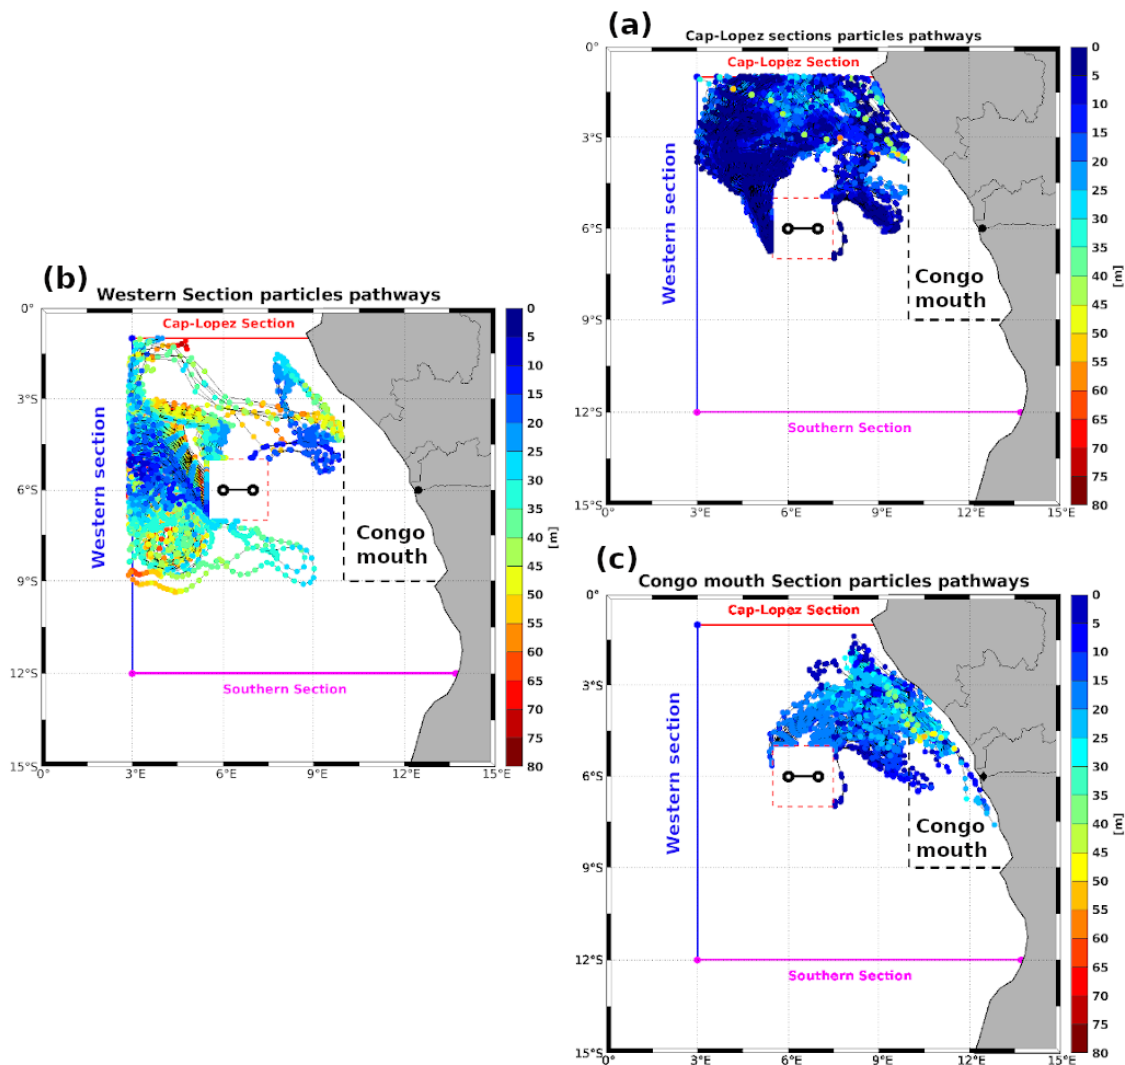 (a)
Cap-Lopez sections particles pathways
0°
3°S
6°S
9°S
12°S
15°S
0°
3°E
6°E
9°E
12°E
15°E
Cap-Lopez Section
Western section
Congo
mouth
Southern Section
0
5
10
15
20
25
30
35
40
45
50
55
60
65
70
75
80
[m]
(b)
Western Section particles pathways
0°
3°S
6°S
9°S
12°S
15°S
0°
3°E
6°E
9°E
12°E
15°E
Cap-Lopez Section
Western section
Congo
mouth
Southern Section
0
5
10
15
20
25
30
35
40
45
50
55
60
65
70
75
80
[m]
(c)
Congo mouth Section particles pathways
0°
3°S
6°S
9°S
12°S
15°S
0°
3°E
6°E
9°E
12°E
15°E
Cap-Lopez Section
Western section
Congo
mouth
Southern Section
0
5
10
15
20
25
30
35
40
45
50
55
60
65
70
75
80
[m]